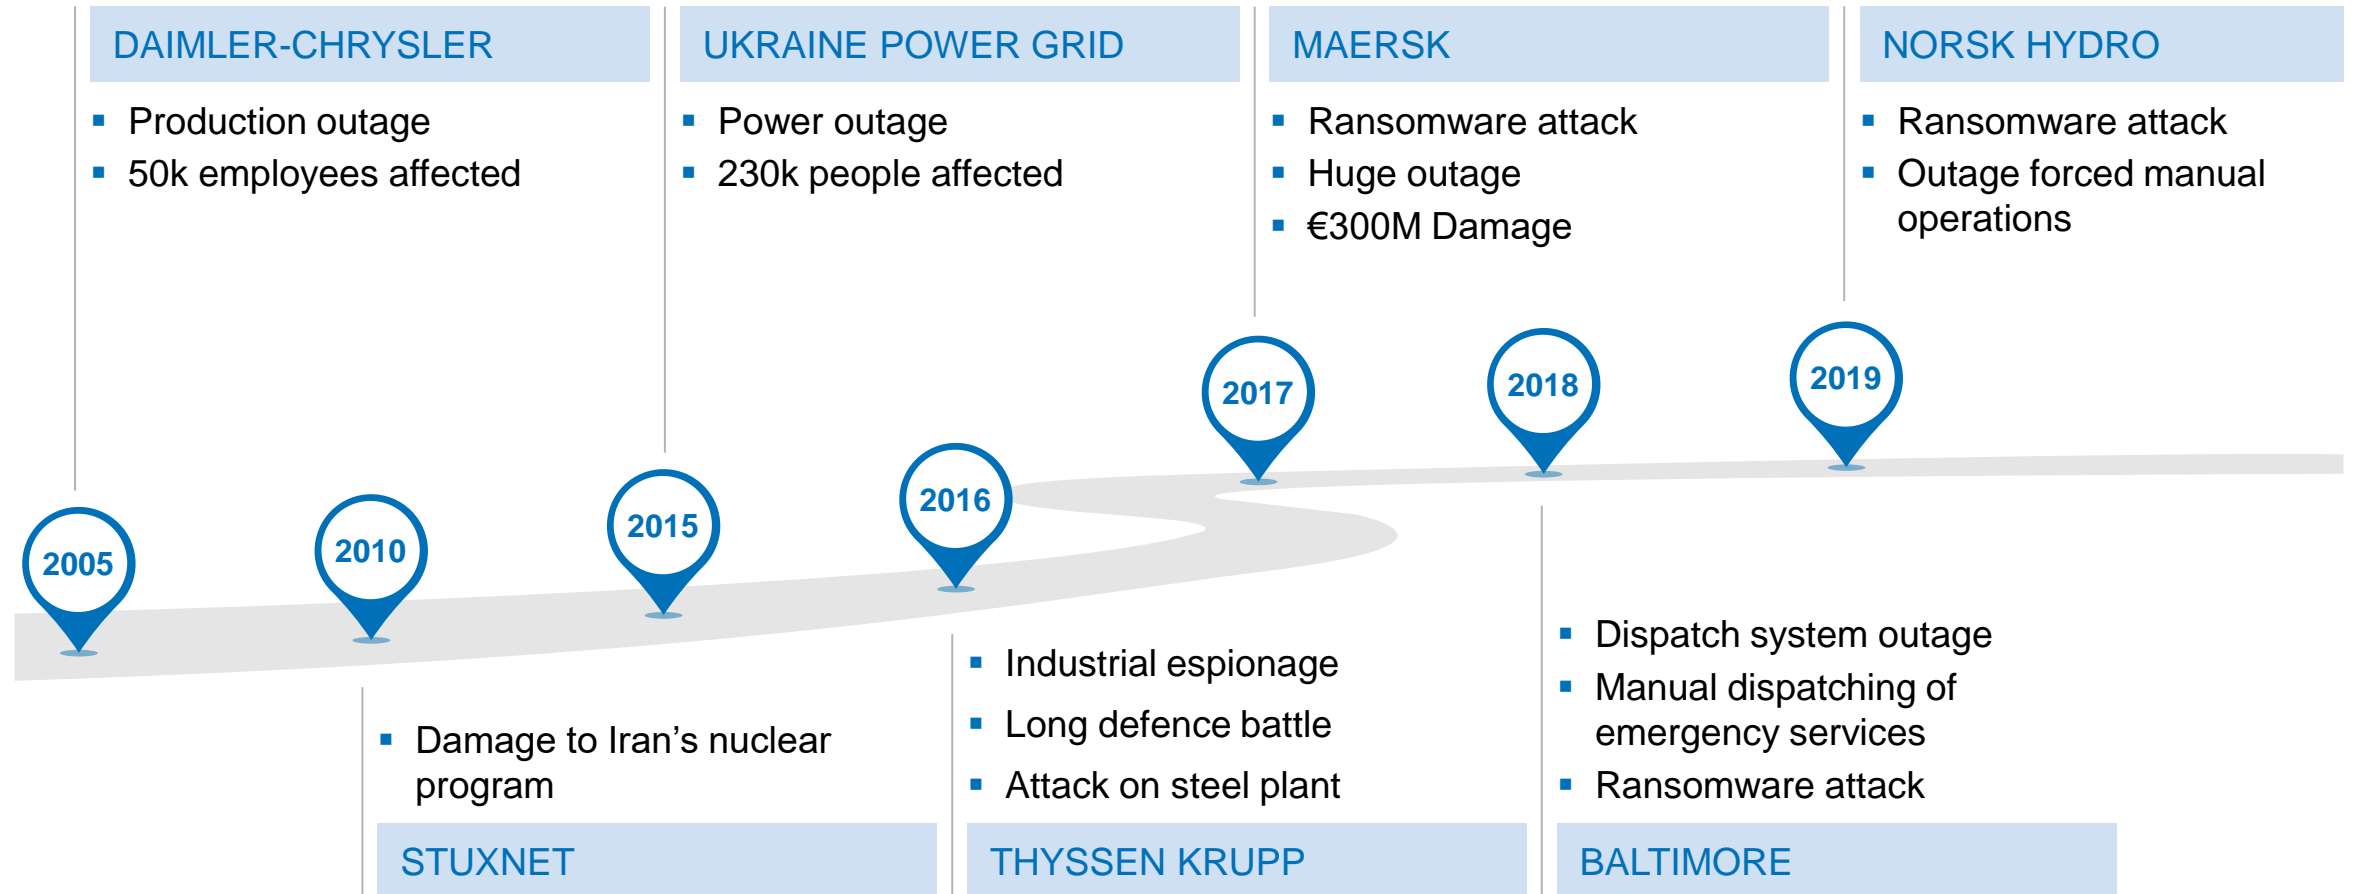 DAIMLER-CHRYSLER
▪ Production outage
▪ 50k employees affected
UKRAINE POWER GRID
▪ Power outage
▪ 230k people affected
MAERSK
▪ Ransomware attack
▪ Huge outage
▪ €300M Damage
NORSK HYDRO
▪ Ransomware attack
▪ Outage forced manual
operations
2005
2010
2015
2016
2017
2018
2019
▪ Damage to Iran’s nuclear
program
STUXNET
▪ Industrial espionage
▪ Long defence battle
▪ Attack on steel plant
THYSSEN KRUPP
▪ Dispatch system outage
▪ Manual dispatching of
emergency services
▪ Ransomware attack
BALTIMORE